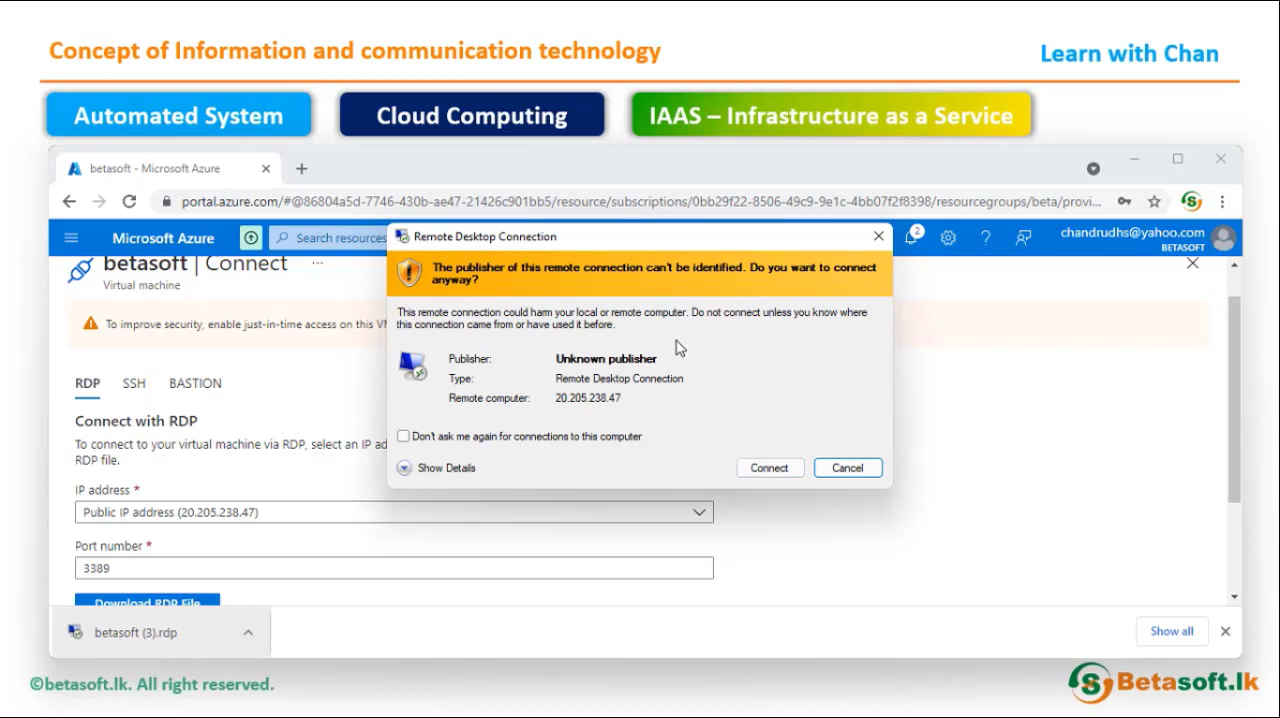 Concept of Information and communication technology
Learn with Chan
Automated System
Cloud Computing
IAAS – Infrastructure as a Service
betasoft - Microsoft Azure
portal.azure.com/#@86804a5d-7746-430b-ae47-21426c901bb5/resource/subscriptions/0bb29f22-8506-49c9-9e1c-4bb07f2f8398/resourcegroups/beta/provi...
Microsoft Azure
Search resources
2
chandrudhs@yahoo.com
BETASOFT
betasoft | Connect ...
Virtual machine
To improve security, enable just-in-time access on this VM
Remote Desktop Connection
The publisher of this remote connection can't be identified. Do you want to connect
anyway?
This remote connection could harm your local or remote computer. Do not connect unless you know where
this connection came from or have used it before.
Publisher: Unknown publisher
Type: Remote Desktop Connection
Remote computer: 20.205.238.47
Don't ask me again for connections to this computer
Show Details
Connect
Cancel
RDP SSH BASTION
Connect with RDP
To connect to your virtual machine via RDP, select an IP ad
RDP file.
IP address *
Public IP address (20.205.238.47)
Port number *
3389
Download RDP File
betasoft (3).rdp
Show all
©betasoft.lk. All right reserved.
Betasoft.lk